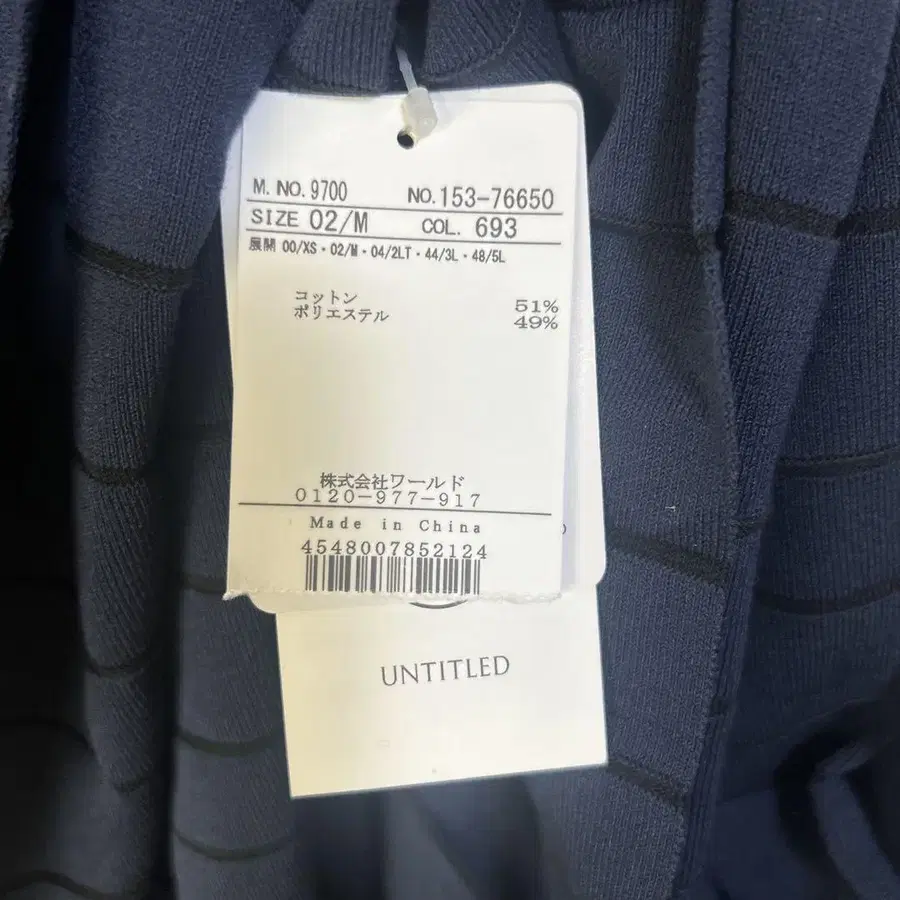 M. NO. 9700 NO. 153-76650
SIZE 02/M COL. 693
展開 00/XS・02/M・04/2LT・44/3L・48/5L
コットン 51%
ポリエステル 49%
株式会社ワールド
0120-977-917
Made in China
4548007852124
UNTITLED